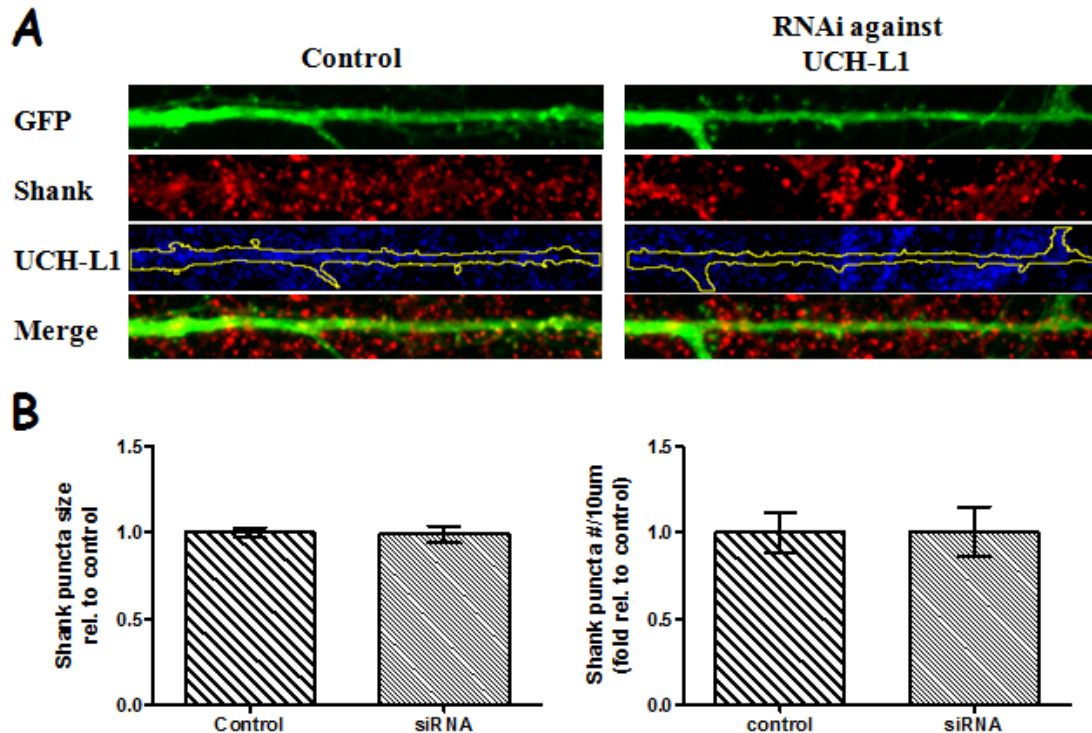 A
Control
RNAi against
UCH-L1
GFP
Shank
UCH-L1
Merge
B
Shank puncta size
rel. to control
1.5
1.0
0.5
0.0
Control
siRNA
Shank puncta #/10um
(fold rel. to control)
1.5
1.0
0.5
0.0
control
siRNA